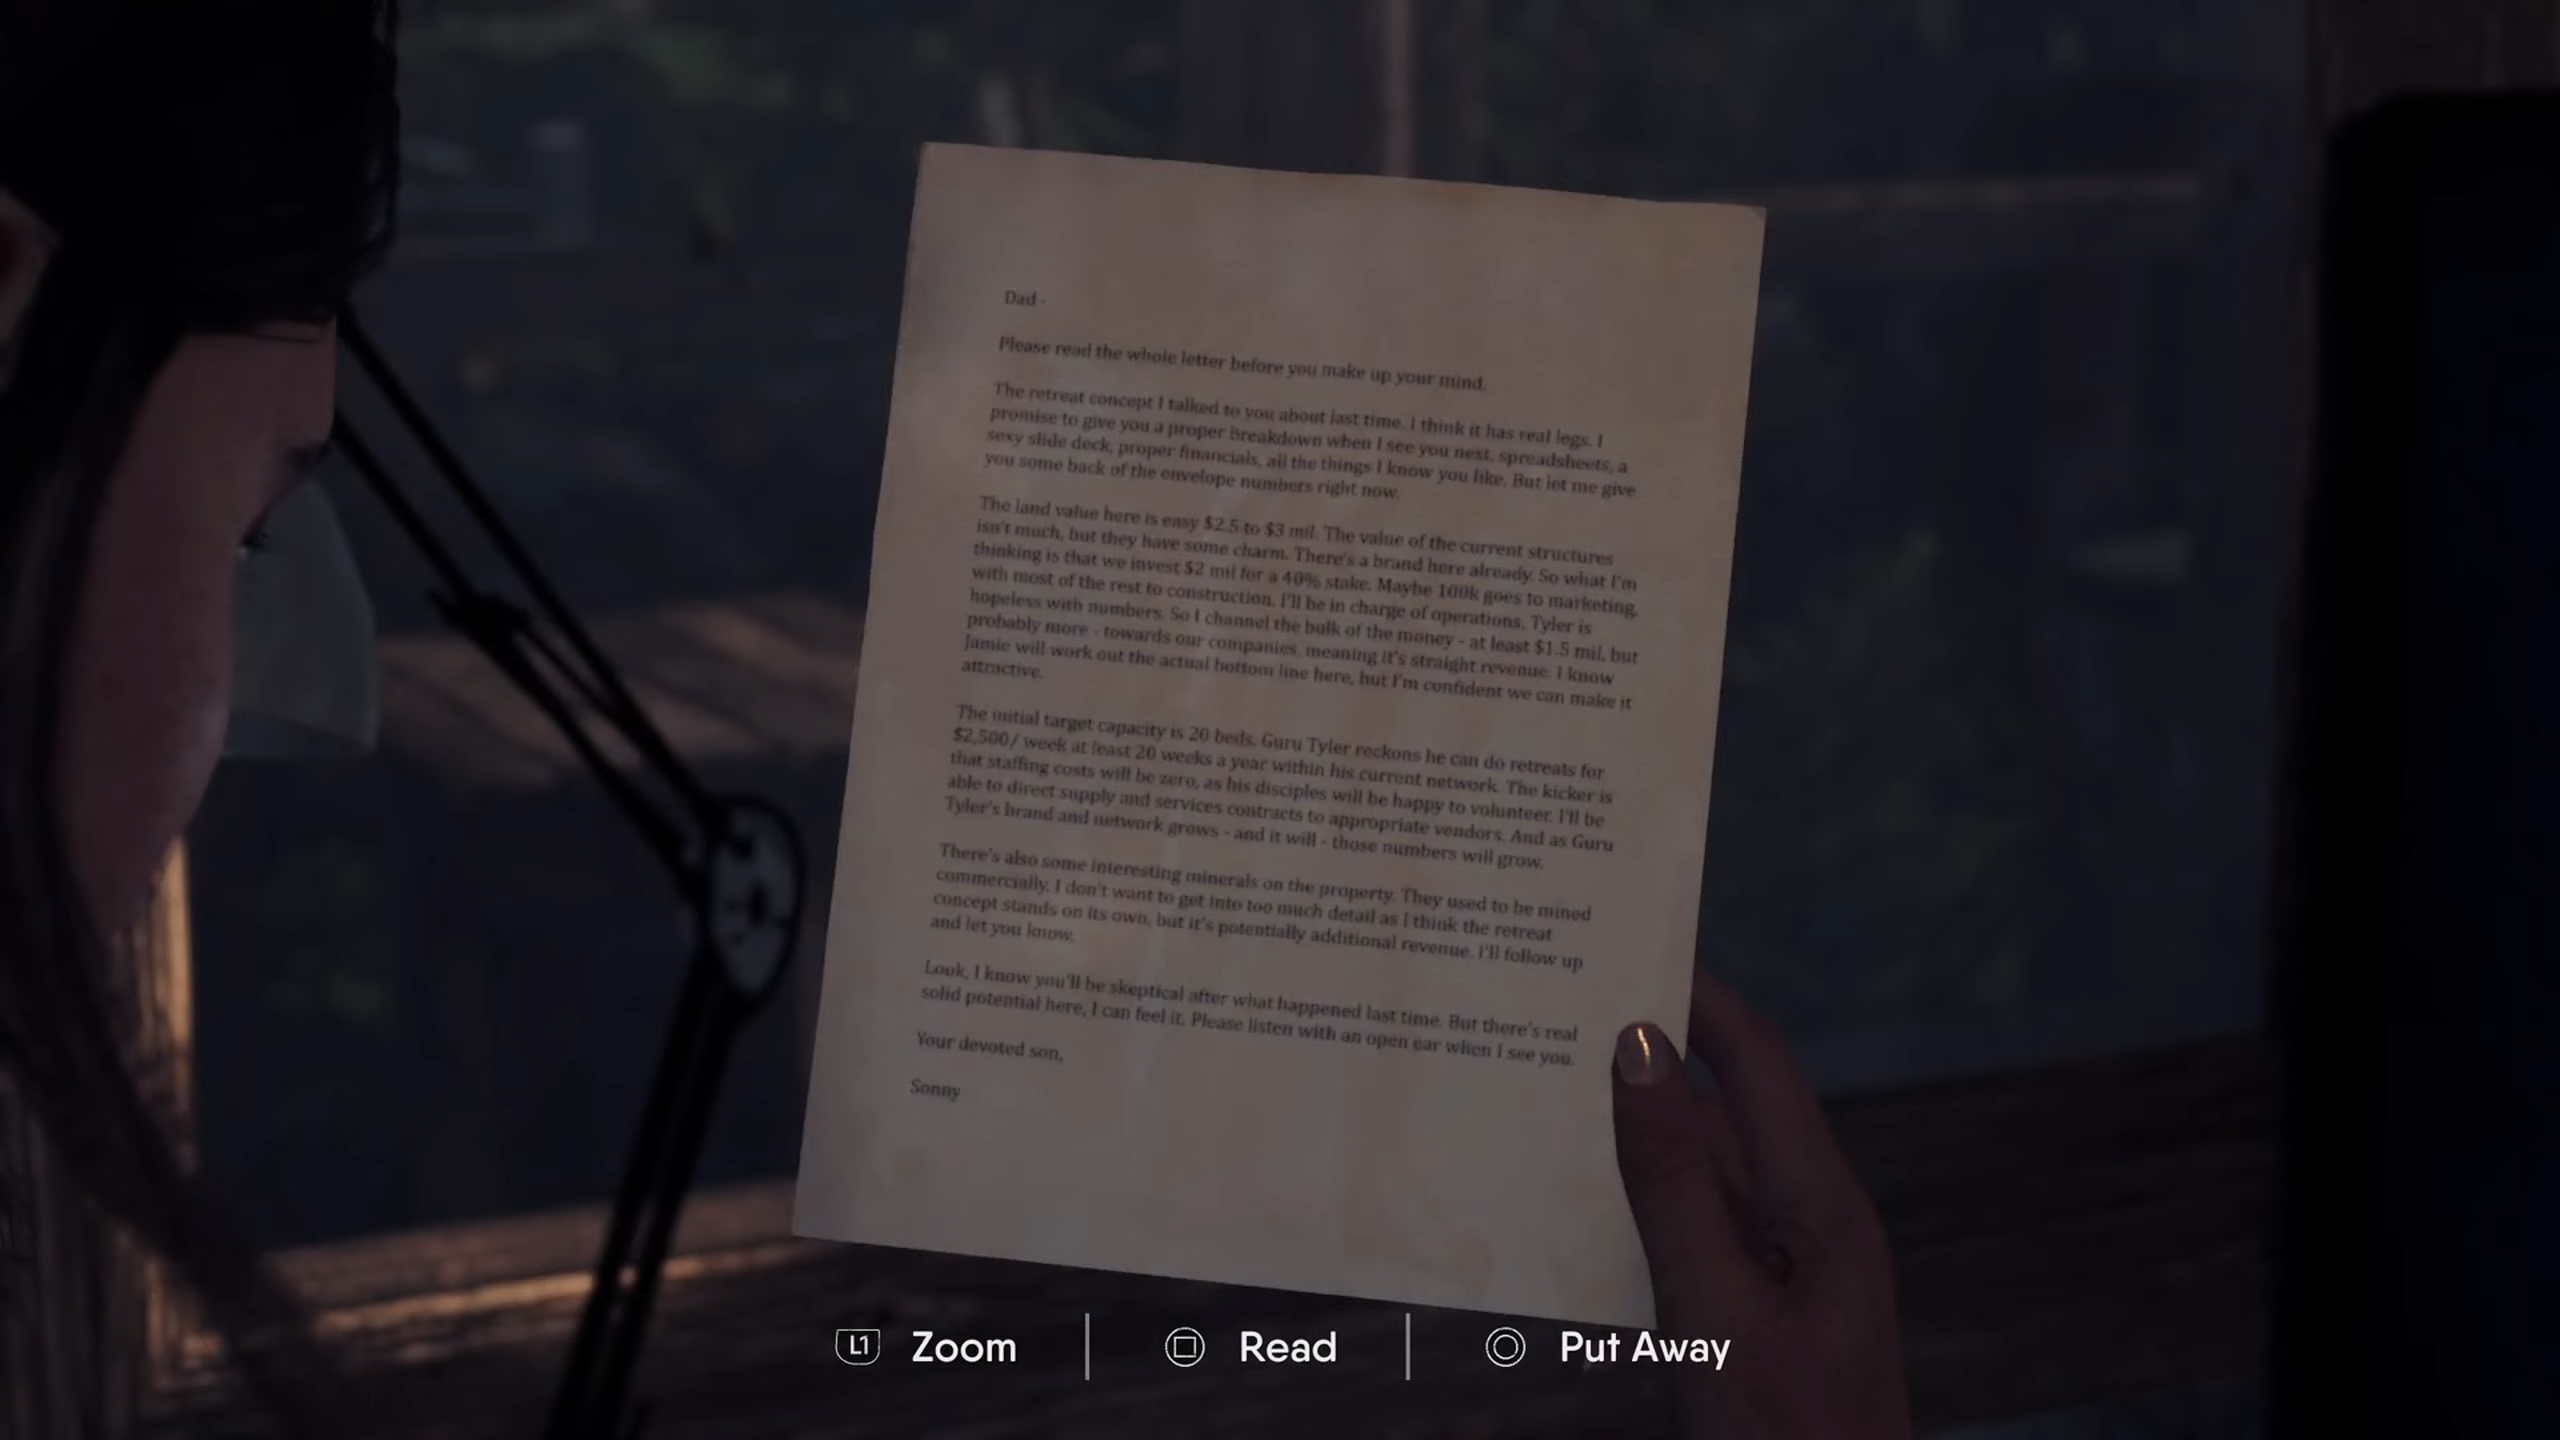 Dad -
Please read the whole letter before you make up your mind.
The retreat concept I talked to you about last time. I think it has real legs. I
promise to give you a proper breakdown when I see you next, spreadsheets, a
sexy slide deck, proper financials, all the things I know you like. But let me give
you some back of the envelope numbers right now.
The land value here is easy $2.5 to $3 mil. The value of the current structures
isn't much, but they have some charm. There's a brand here already. So what I'm
thinking is that we invest $2 mil for a 40% stake. Maybe 100k goes to marketing,
with most of the rest to construction. I'll be in charge of operations. Tyler is
hopeless with numbers. So I channel the bulk of the money - at least $1.5 mil, but
probably more - towards our companies, meaning it's straight revenue. I know
Jamie will work out the actual bottom line here, but I'm confident we can make it
attractive.
The initial target capacity is 20 beds. Guru Tyler reckons he can do retreats for
$2,500/ week at least 20 weeks a year within his current network. The kicker is
that staffing costs will be zero, as his disciples will be happy to volunteer. I'll be
able to direct supply and services contracts to appropriate vendors. And as Guru
Tyler's brand and network grows - and it will - those numbers will grow.
There's also some interesting minerals on the property. They used to be mined
commercially. I don't want to get into too much detail as I think the retreat
concept stands on its own, but it's potentially additional revenue. I'll follow up
and let you know.
Look, I know you'll be skeptical after what happened last time. But there's real
solid potential here, I can feel it. Please listen with an open ear when I see you.
Your devoted son,
Sonny
L1 Zoom | Read | Put Away